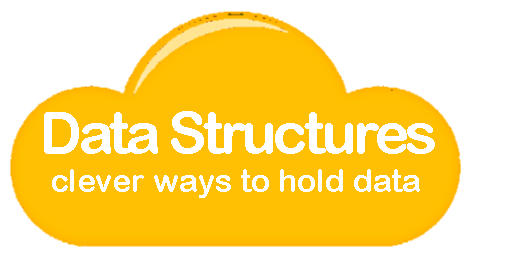 Data Structures
clever ways to hold data